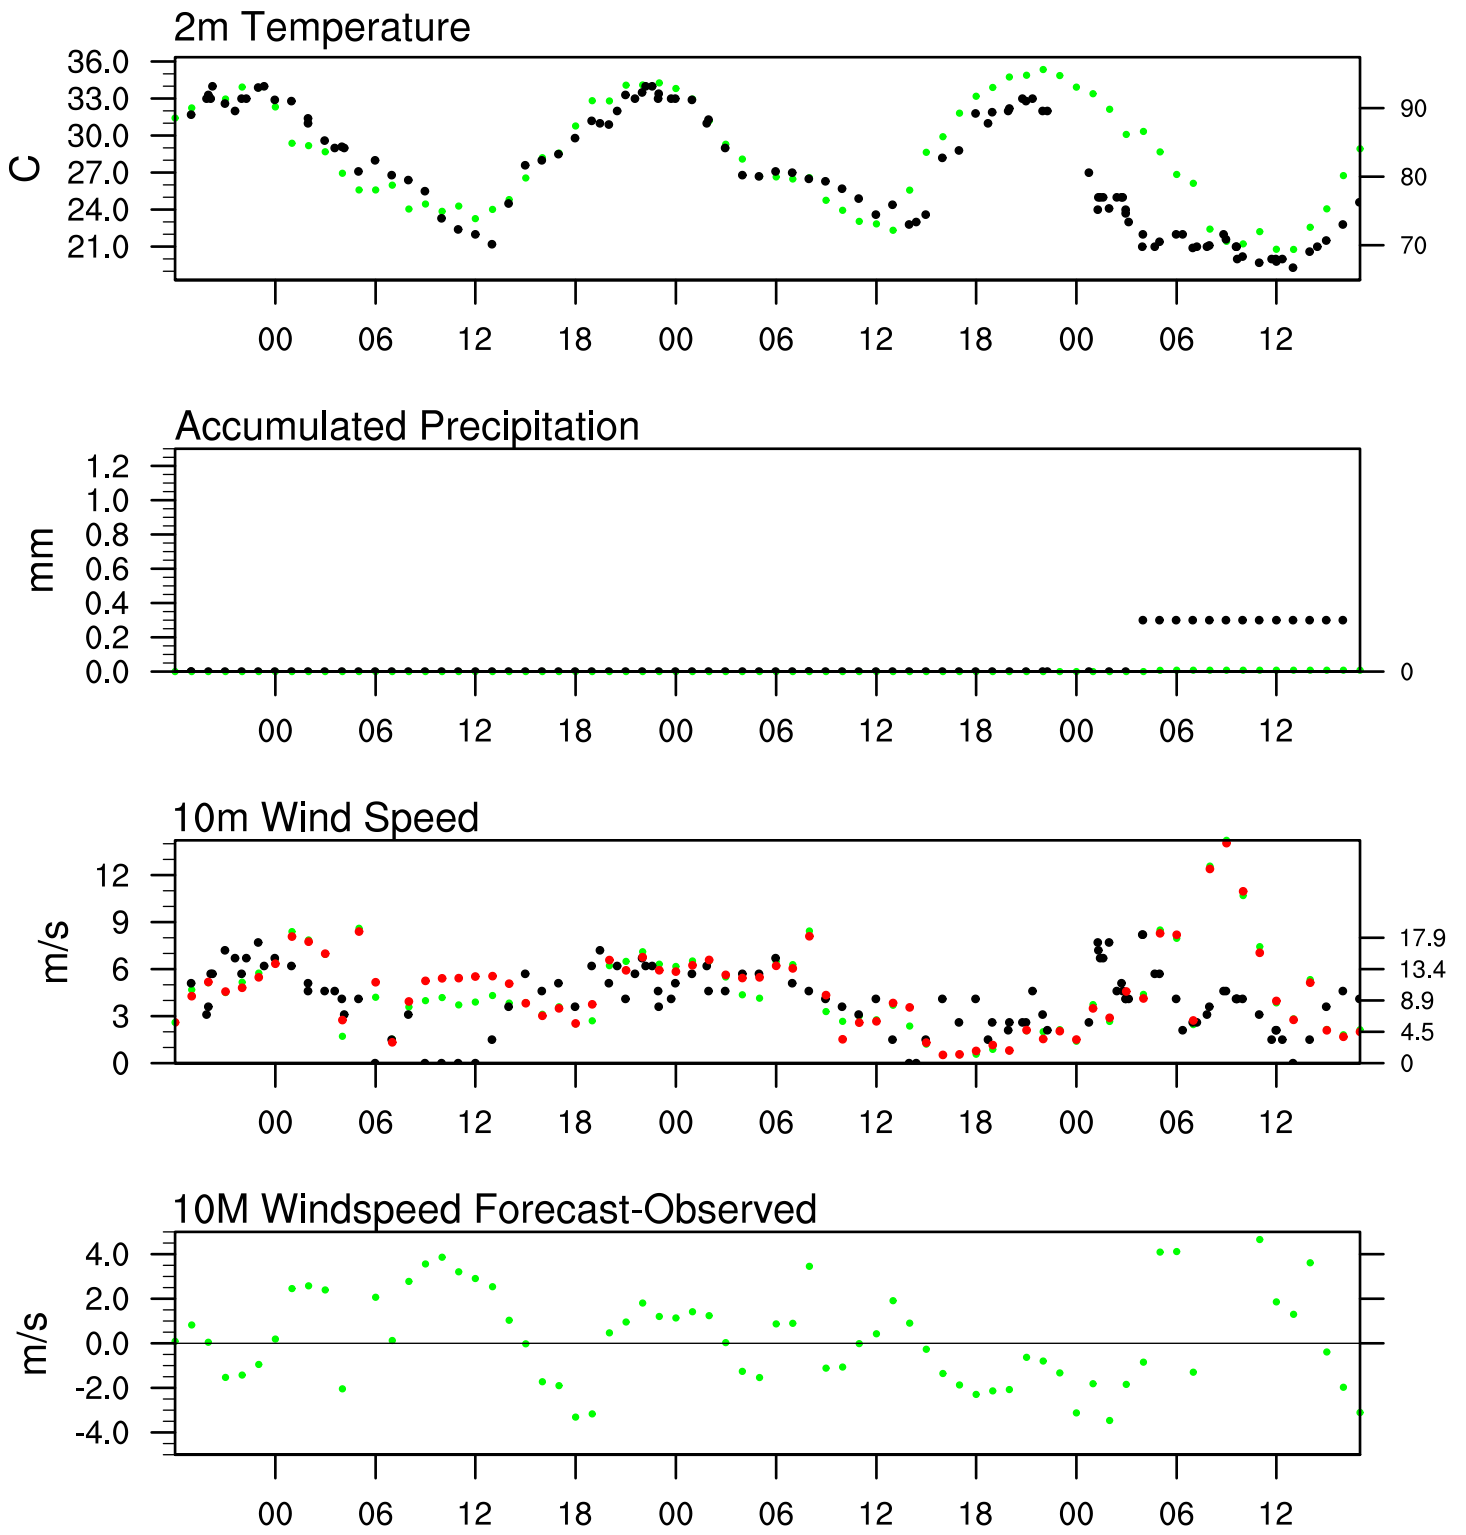 2m Temperature
36.0
33.0
30.0
27.0
24.0
21.0
C
90
80
70
00 06 12 18 00 06 12 18 00 06 12
Accumulated Precipitation
1.2
1.0
0.8
0.6
0.4
0.2
0.0
mm
0
00 06 12 18 00 06 12 18 00 06 12
10m Wind Speed
12
9
6
3
0
m/s
17.9
13.4
8.9
4.5
0
00 06 12 18 00 06 12 18 00 06 12
10M Windspeed Forecast-Observed
4.0
2.0
0.0
-2.0
-4.0
m/s
00 06 12 18 00 06 12 18 00 06 12